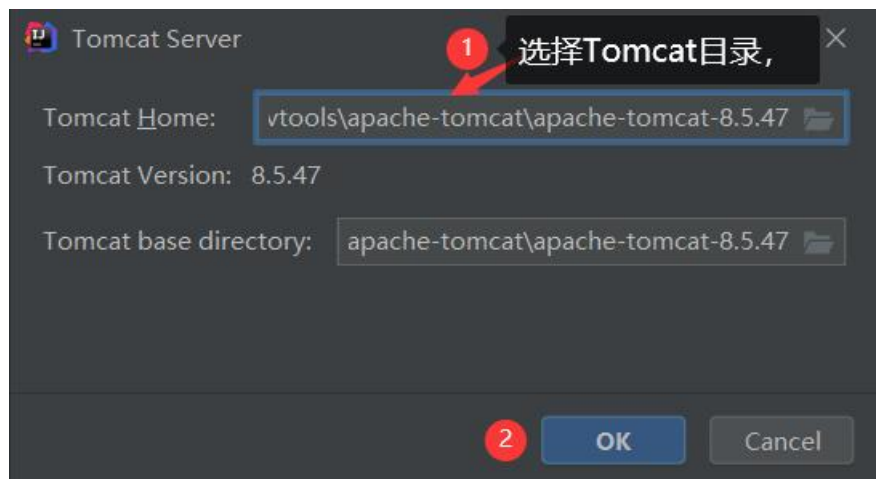 Tomcat Server
1 选择Tomcat目录,
Tomcat Home: vtools\apache-tomcat\apache-tomcat-8.5.47
Tomcat Version: 8.5.47
Tomcat base directory: apache-tomcat\apache-tomcat-8.5.47
2 OK Cancel